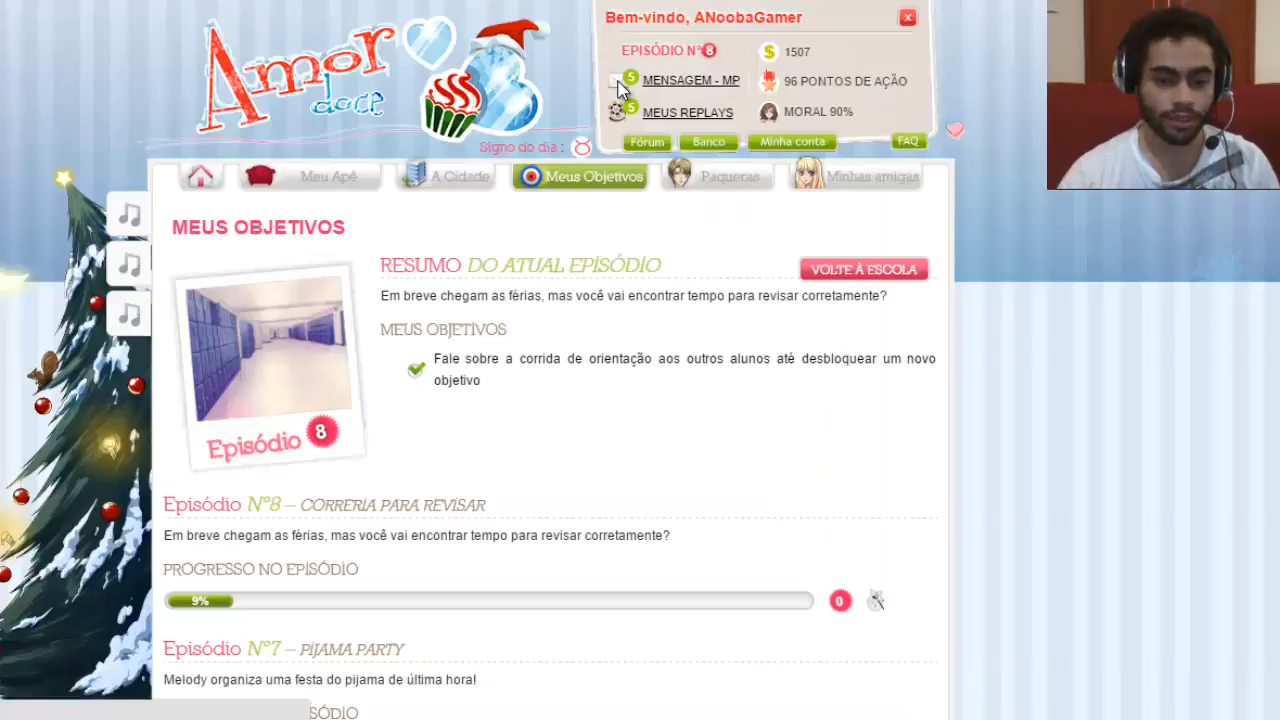 Amor doce
Bem-vindo, ANoobaGamer
x
EPISÓDIO N°8
1507
5 MENSAGEM - MP
96 PONTOS DE AÇÃO
5 MEUS REPLAYS
MORAL 90%
Fórum
Banco
Minha conta
FAQ
Signo do dia :
Meu Apê
A Cidade
Meus Objetivos
Paqueras
Minhas amigas
MEUS OBJETIVOS
RESUMO DO ATUAL EPISÓDIO
VOLTE À ESCOLA
Em breve chegam as férias, mas você vai encontrar tempo para revisar corretamente?
MEUS OBJETIVOS
Fale sobre a corrida de orientação aos outros alunos até desbloquear um novo
objetivo
Episódio 8
Episódio N°8 – CORRERIA PARA REVISAR
Em breve chegam as férias, mas você vai encontrar tempo para revisar corretamente?
PROGRESSO NO EPISÓDIO
9%
0
Episódio N°7 – PIJAMA PARTY
Melody organiza uma festa do pijama de última hora!
SÓDIO